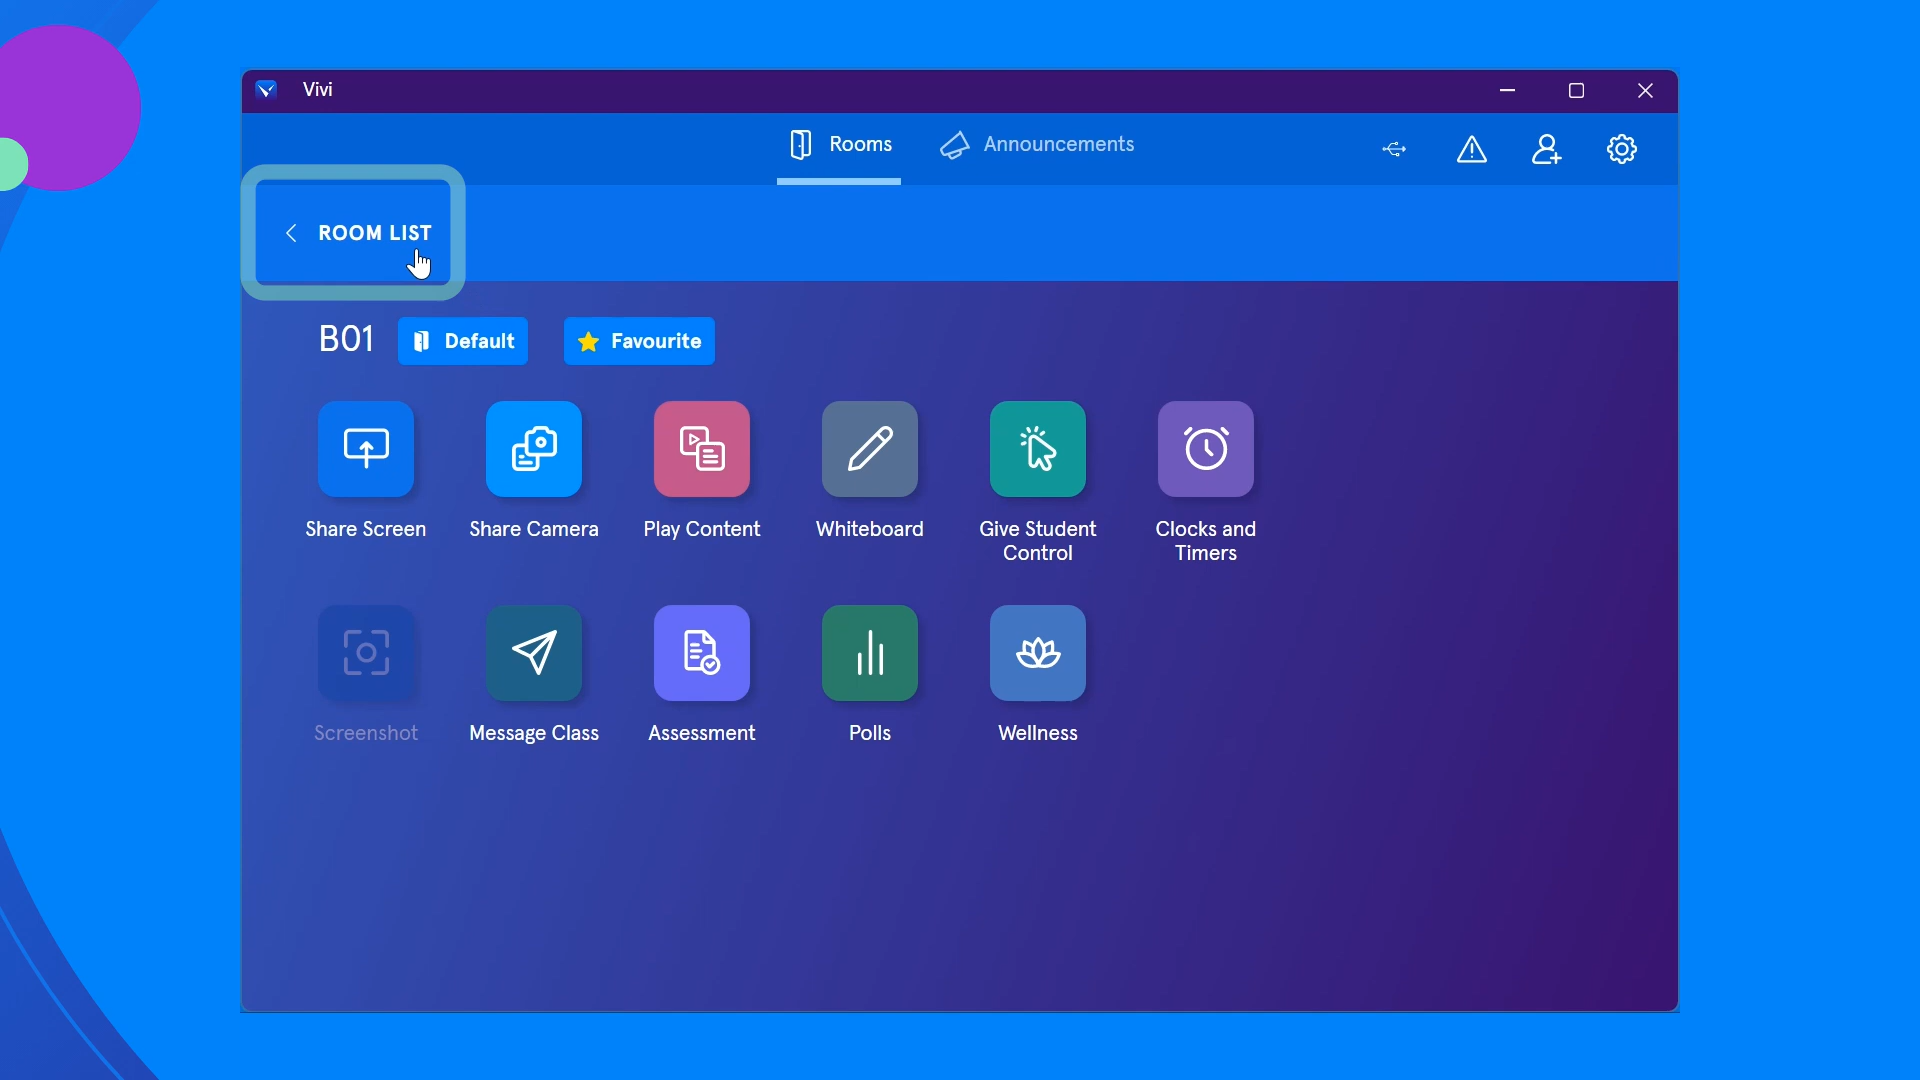 Vivi
Rooms
Announcements
ROOM LIST
B01
Default
Favourite
Share Screen
Share Camera
Play Content
Whiteboard
Give Student
Control
Clocks and
Timers
Screenshot
Message Class
Assessment
Polls
Wellness